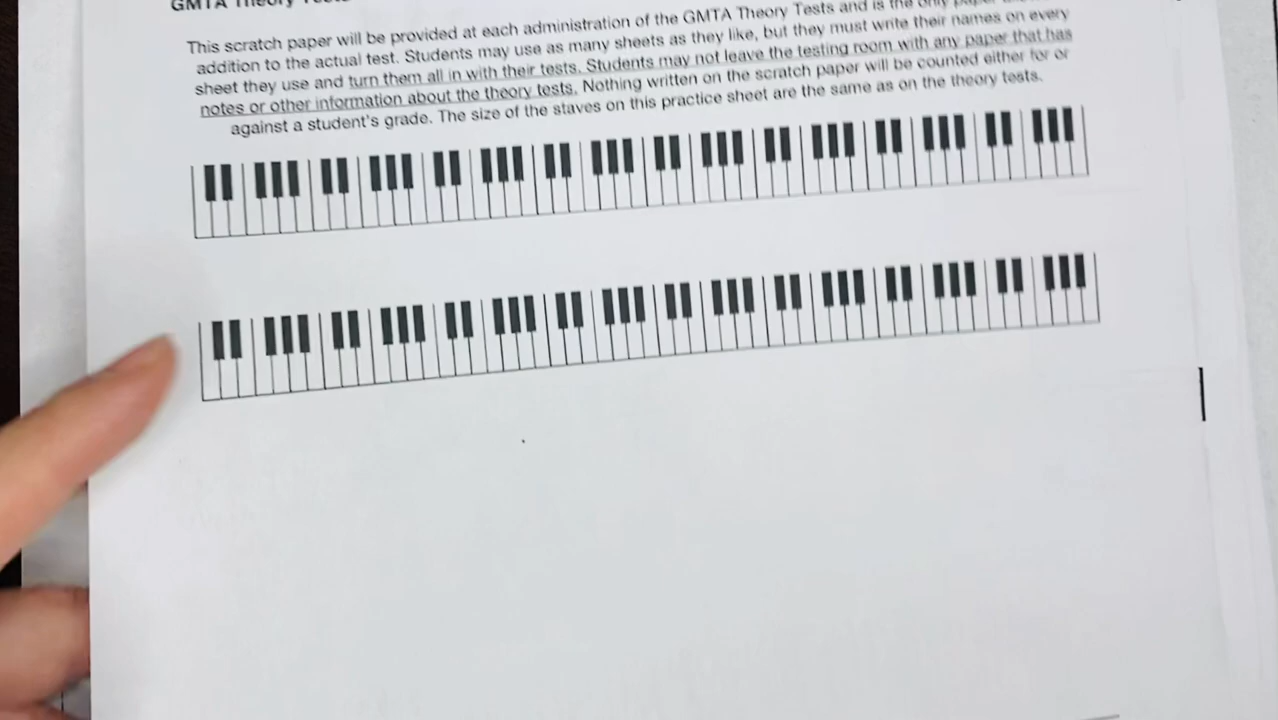 GMTA Theory Tests
This scratch paper will be provided at each administration of the GMTA Theory Tests and is the only paper
addition to the actual test. Students may use as many sheets as they like, but they must write their names on every
sheet they use and turn them all in with their tests. Students may not leave the testing room with any paper that has
notes or other information about the theory tests. Nothing written on the scratch paper will be counted either for or
against a student's grade. The size of the staves on this practice sheet are the same as on the theory tests.